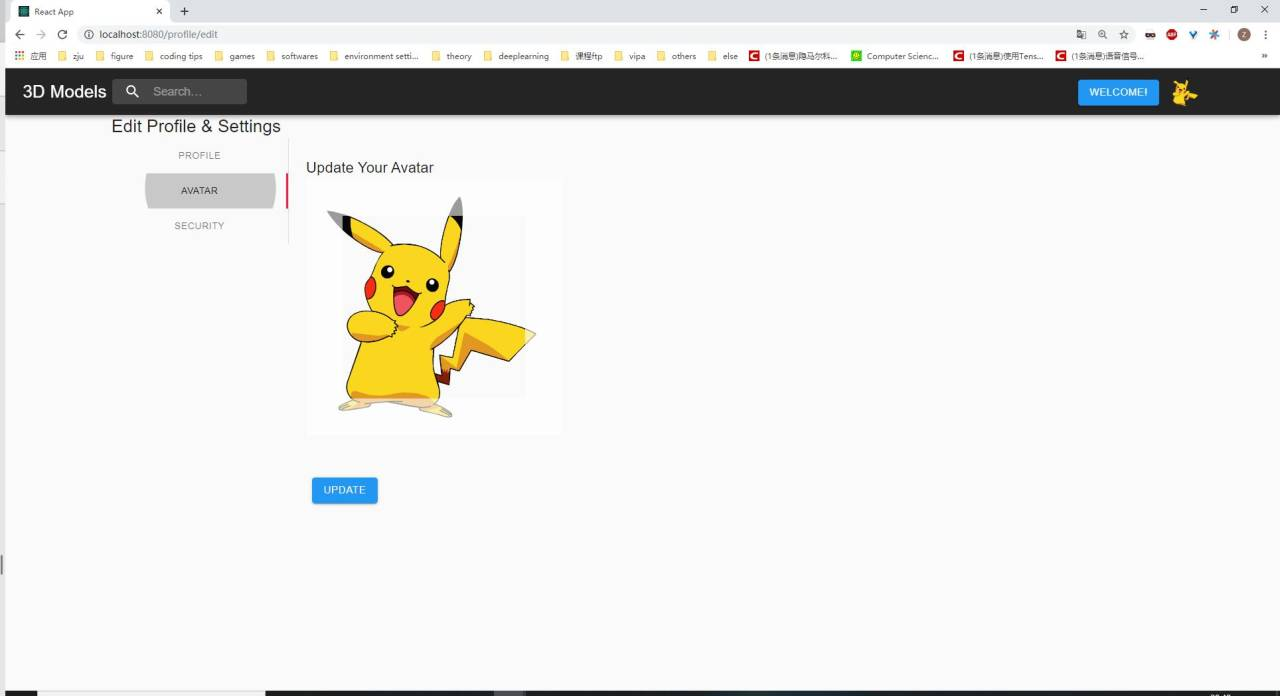 React App
localhost:8080/profile/edit
应用 zju figure coding tips games softwares environment setti... theory deeplearning 课程ftp vipa others else (1条消息)隐马尔科... Computer Scienc... (1条消息)使用Tens... (1条消息)语音信号...
3D Models Search... WELCOME!
Edit Profile & Settings
PROFILE
Update Your Avatar
AVATAR
SECURITY
UPDATE